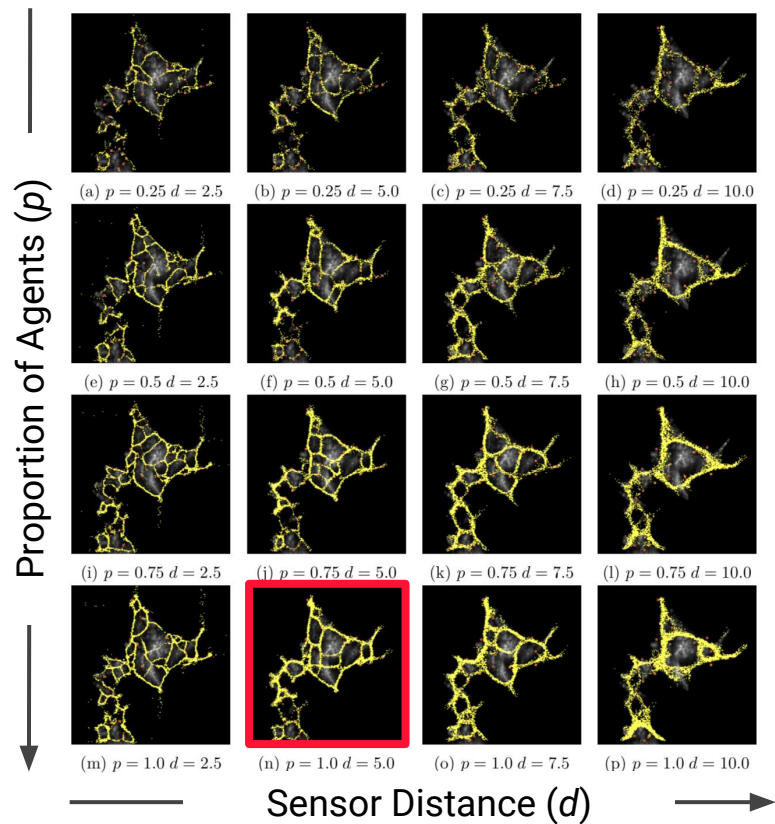 Proportion of Agents (p)
(a) p = 0.25 d = 2.5
(b) p = 0.25 d = 5.0
(c) p = 0.25 d = 7.5
(d) p = 0.25 d = 10.0
(e) p = 0.5 d = 2.5
(f) p = 0.5 d = 5.0
(g) p = 0.5 d = 7.5
(h) p = 0.5 d = 10.0
(i) p = 0.75 d = 2.5
(j) p = 0.75 d = 5.0
(k) p = 0.75 d = 7.5
(l) p = 0.75 d = 10.0
(m) p = 1.0 d = 2.5
(n) p = 1.0 d = 5.0
(o) p = 1.0 d = 7.5
(p) p = 1.0 d = 10.0
Sensor Distance (d)